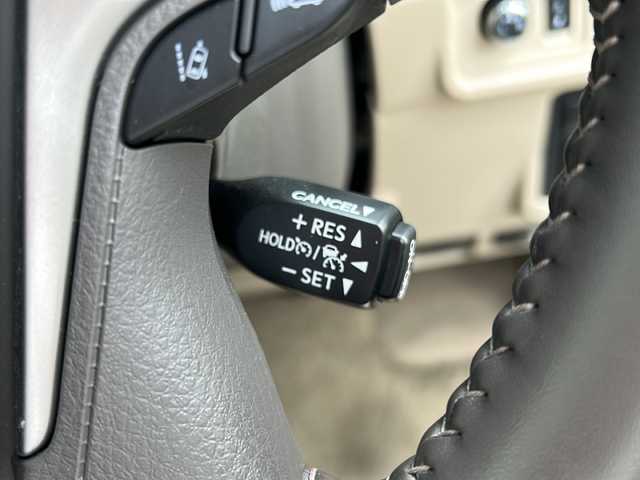 CANCEL▼
+ RES▲
HOLD / ◀
− SET▼